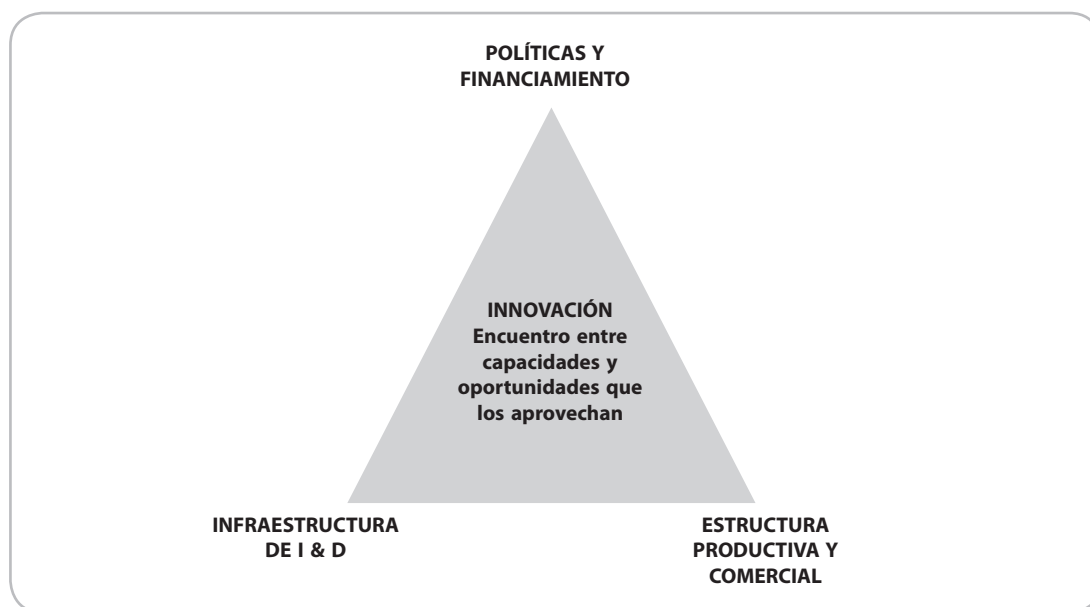 POLÍTICAS Y
FINANCIAMIENTO
INNOVACIÓN
Encuentro entre
capacidades y
oportunidades que
los aprovechan
INFRAESTRUCTURA
DE I & D
ESTRUCTURA
PRODUCTIVA Y
COMERCIAL